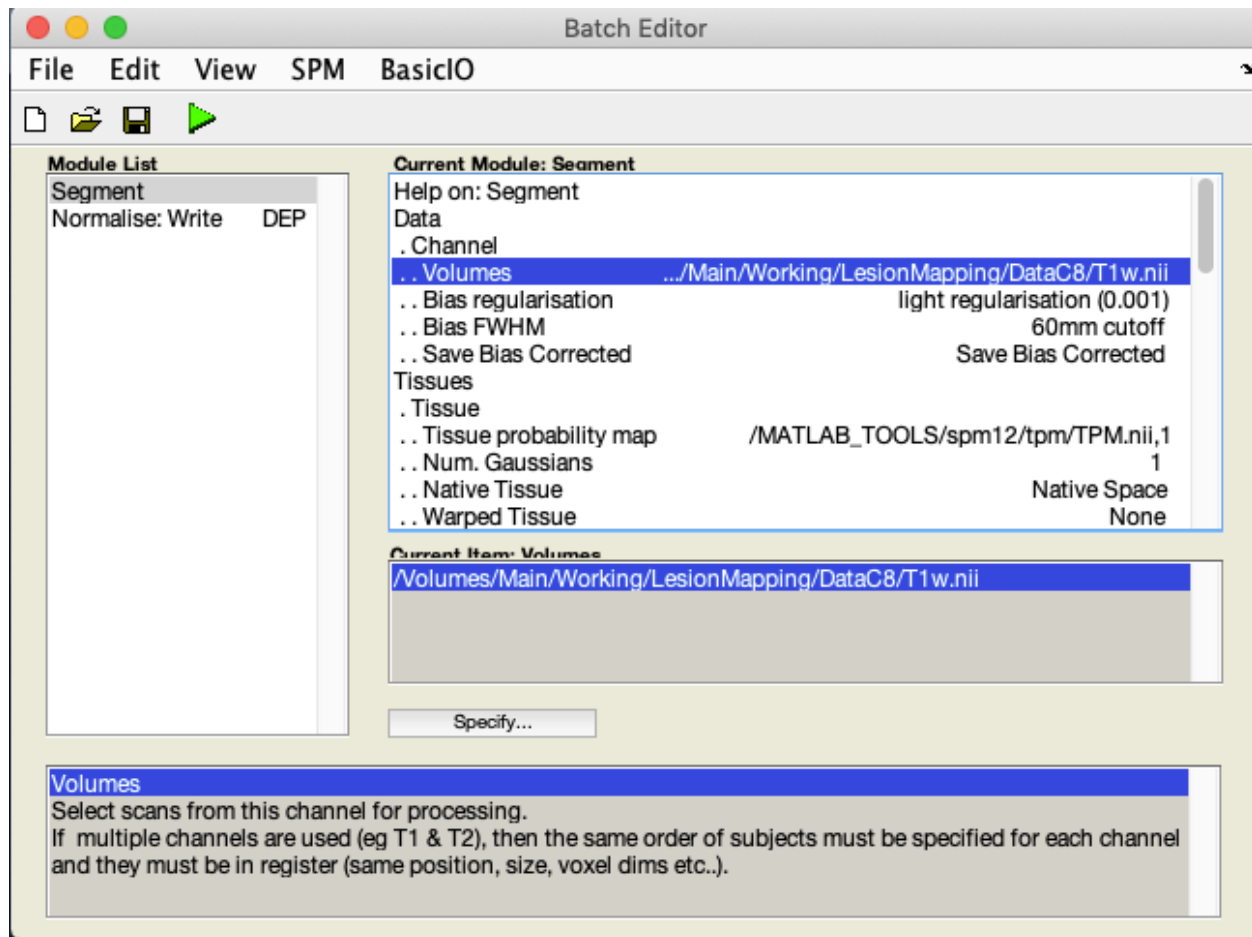 Batch Editor
File Edit View SPM BasicIO
Module List
Segment
Normalise: Write DEP
Current Module: Segment
Help on: Segment
Data
. Channel
. . Volumes .../Main/Working/LesionMapping/DataC8/T1w.nii
. . Bias regularisation light regularisation (0.001)
. . Bias FWHM 60mm cutoff
. . Save Bias Corrected Save Bias Corrected
Tissues
. Tissue
. . Tissue probability map /MATLAB_TOOLS/spm12/tpm/TPM.nii,1
. . Num. Gaussians 1
. . Native Tissue Native Space
. . Warped Tissue None
Current Item: Volumes
/Volumes/Main/Working/LesionMapping/DataC8/T1w.nii
Specify...
Volumes
Select scans from this channel for processing.
If multiple channels are used (eg T1 & T2), then the same order of subjects must be specified for each channel
and they must be in register (same position, size, voxel dims etc..).